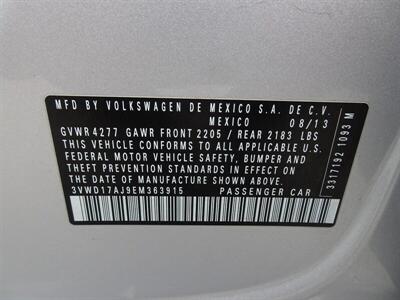 MFD BY VOLKSWAGEN DE MEXICO S.A. DE C.V.
MEXICO 08/13
GVWR 4277 GAWR FRONT 2205 / REAR 2183 LBS
THIS VEHICLE CONFORMS TO ALL APPLICABLE U.S.
FEDERAL MOTOR VEHICLE SAFETY, BUMPER AND
THEFT PREVENTION STANDARDS IN EFFECT ON
THE DATE OF MANUFACTURE SHOWN ABOVE.
3VWD17AJ9EM363915 PASSENGER CAR
3317192 1093 M